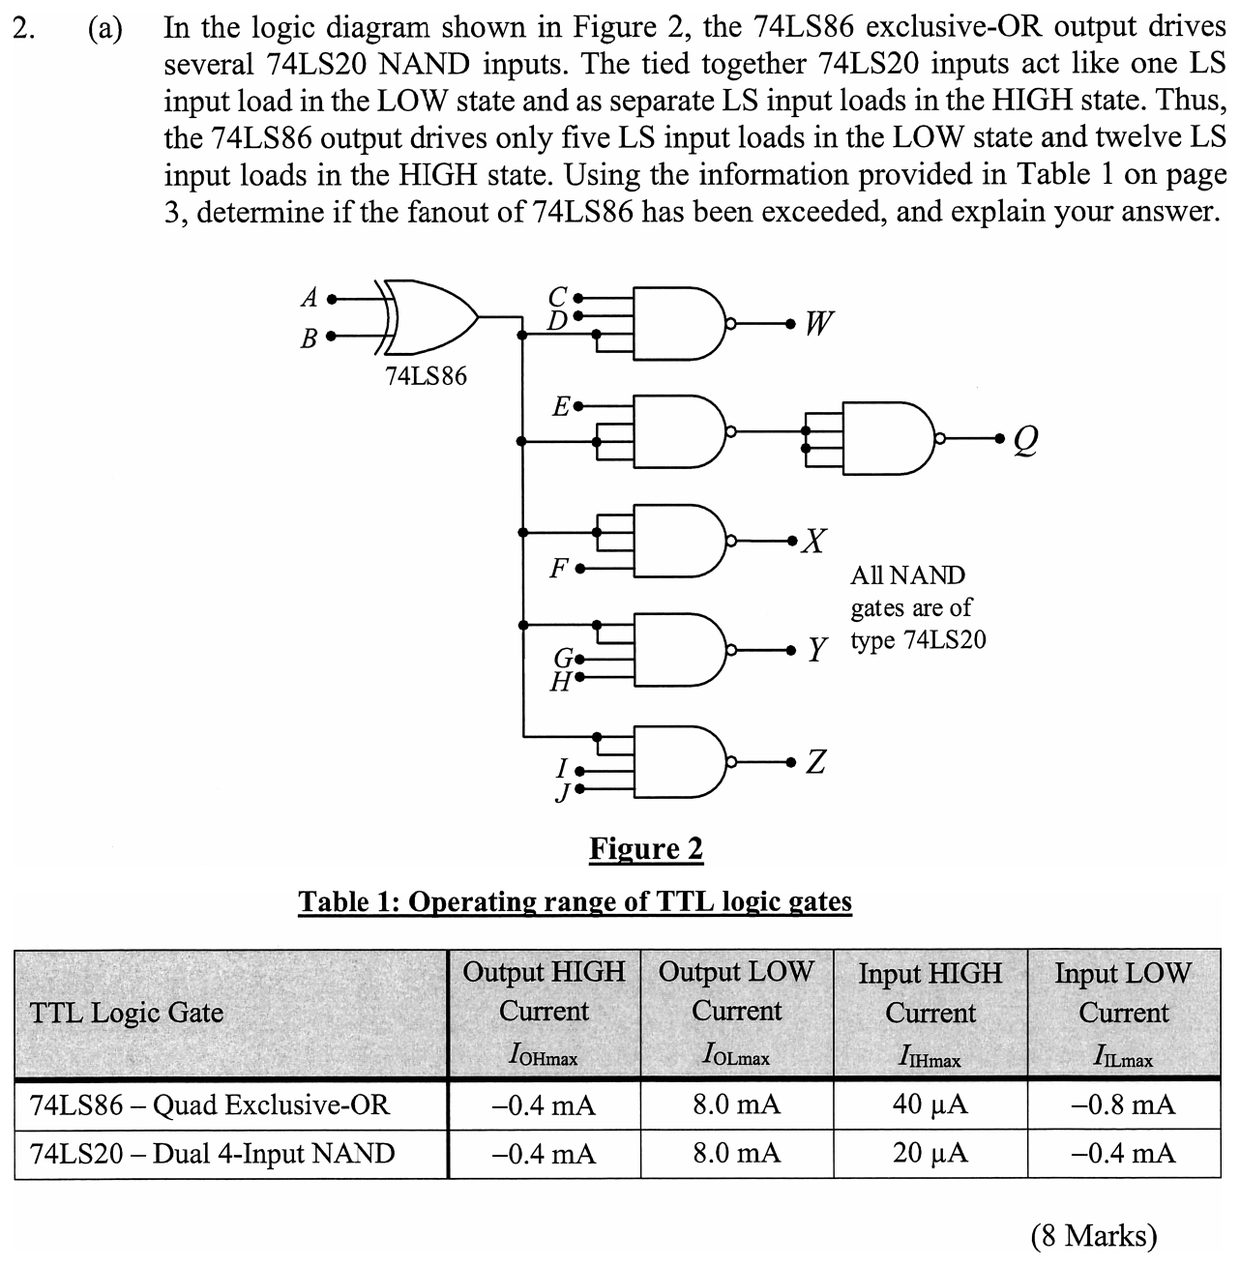 2. (a) In the logic diagram shown in Figure 2, the 74LS86 exclusive-OR output drives
several 74LS20 NAND inputs. The tied together 74LS20 inputs act like one LS
input load in the LOW state and as separate LS input loads in the HIGH state. Thus,
the 74LS86 output drives only five LS input loads in the LOW state and twelve LS
input loads in the HIGH state. Using the information provided in Table 1 on page
3, determine if the fanout of 74LS86 has been exceeded, and explain your answer.
A
B
74LS86
C
D
W
E
Q
X
F
All NAND
gates are of
type 74LS20
G
H
Y
I
J
Z
Figure 2
Table 1: Operating range of TTL logic gates
TTL Logic Gate
Output HIGH
Current
IOHmax
Output LOW
Current
IOLmax
Input HIGH
Current
IIHmax
Input LOW
Current
IILmax
74LS86 – Quad Exclusive-OR –0.4 mA 8.0 mA 40 μA –0.8 mA
74LS20 – Dual 4-Input NAND –0.4 mA 8.0 mA 20 μA –0.4 mA
(8 Marks)